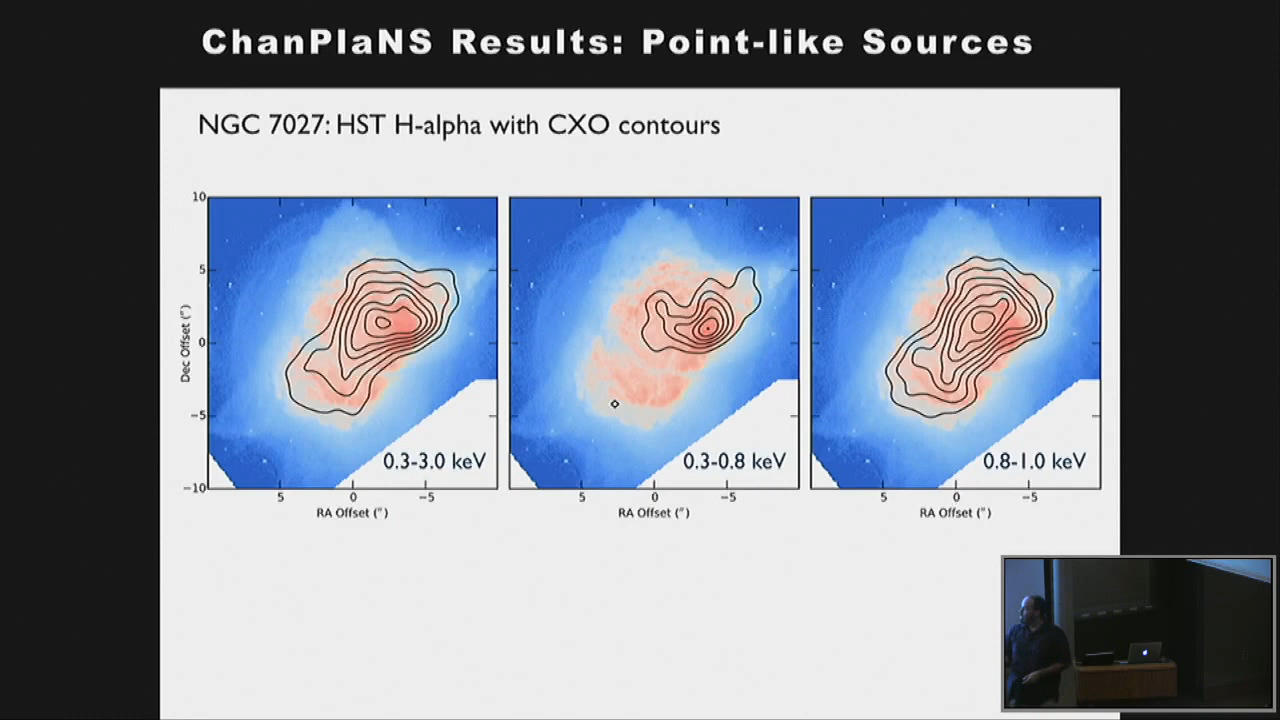 ChanPlaNS Results: Point-like Sources
NGC 7027: HST H-alpha with CXO contours
10
5
0
−5
−10
Dec Offset (")
0.3-3.0 keV
0.3-0.8 keV
0.8-1.0 keV
5 0 −5
5 0 −5
5 0 −5
RA Offset (")
RA Offset (")
RA Offset (")